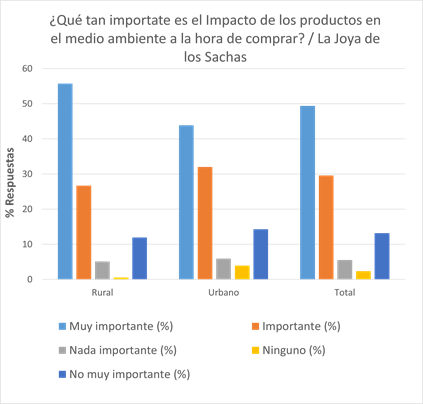 ¿Qué tan importate es el Impacto de los productos en
el medio ambiente a la hora de comprar? / La Joya de
los Sachas
% Respuestas
60
50
40
30
20
10
0
Rural Urbano Total
Muy importante (%) Importante (%)
Nada importante (%) Ninguno (%)
No muy importante (%)